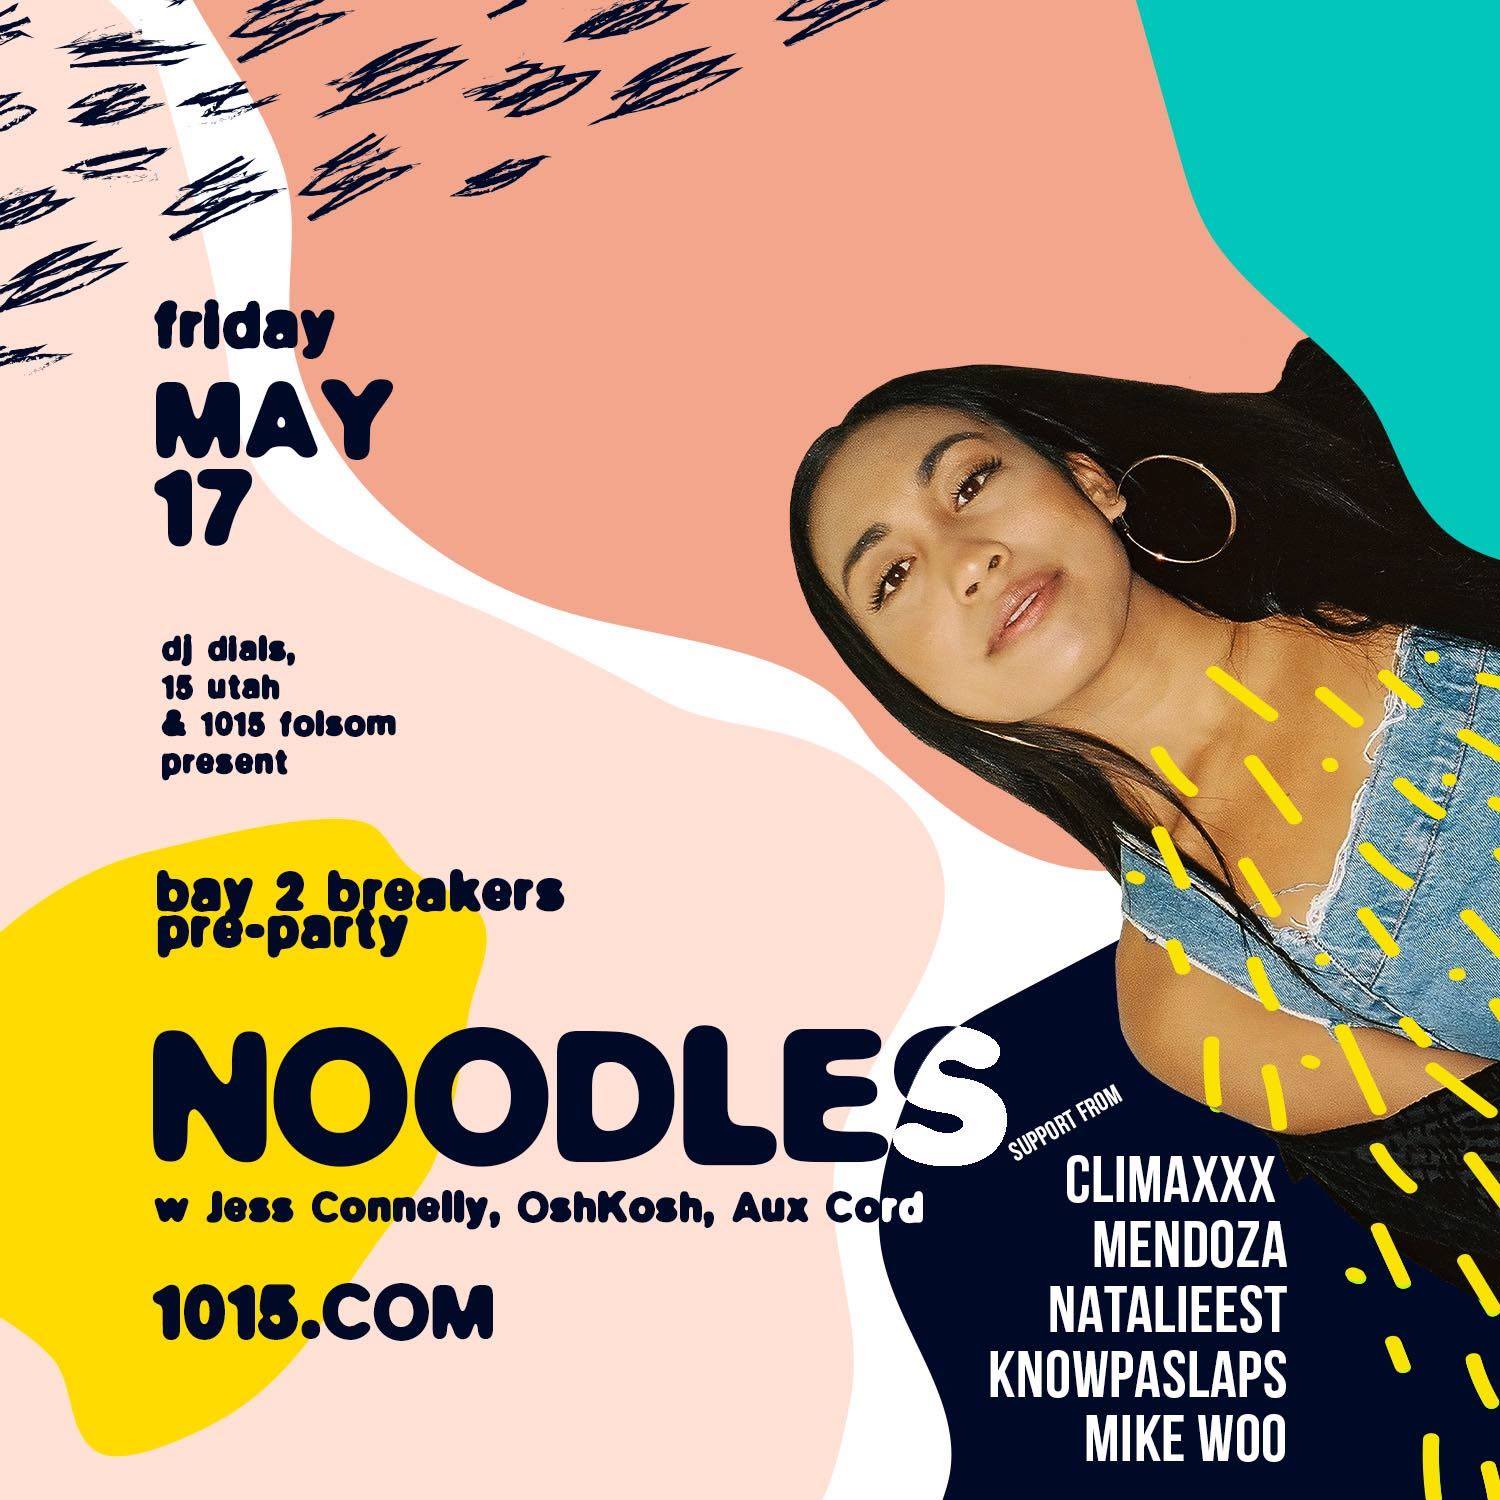 friday
MAY
17
dj dials,
15 utah
& 1015 folsom
present
bay 2 breakers
pre-party
NOODLES
w Jess Connelly, OshKosh, Aux Cord
1015.COM
SUPPORT FROM
CLIMAXXX
MENDOZA
NATALIEEST
KNOWPASLAPS
MIKE WOO